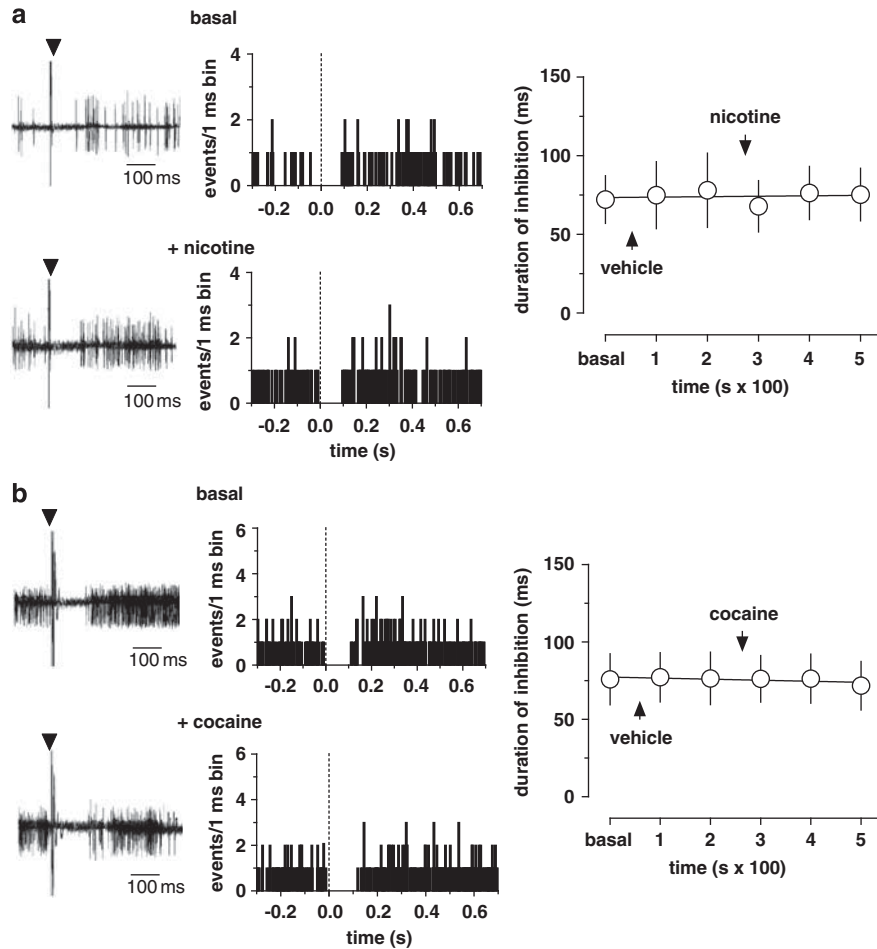 a
basal
100 ms
events/1 ms bin
4
2
0
-0.2 0.0 0.2 0.4 0.6
+ nicotine
100 ms
events/1 ms bin
4
2
0
-0.2 0.0 0.2 0.4 0.6
time (s)
duration of inhibition (ms)
150
100
75
50
0
nicotine
vehicle
basal 1 2 3 4 5
time (s x 100)
b
basal
100 ms
events/1 ms bin
6
4
2
0
-0.2 0.0 0.2 0.4 0.6
+ cocaine
100 ms
events/1 ms bin
6
4
2
0
-0.2 0.0 0.2 0.4 0.6
time (s)
duration of inhibition (ms)
150
100
75
50
0
cocaine
vehicle
basal 1 2 3 4 5
time (s x 100)